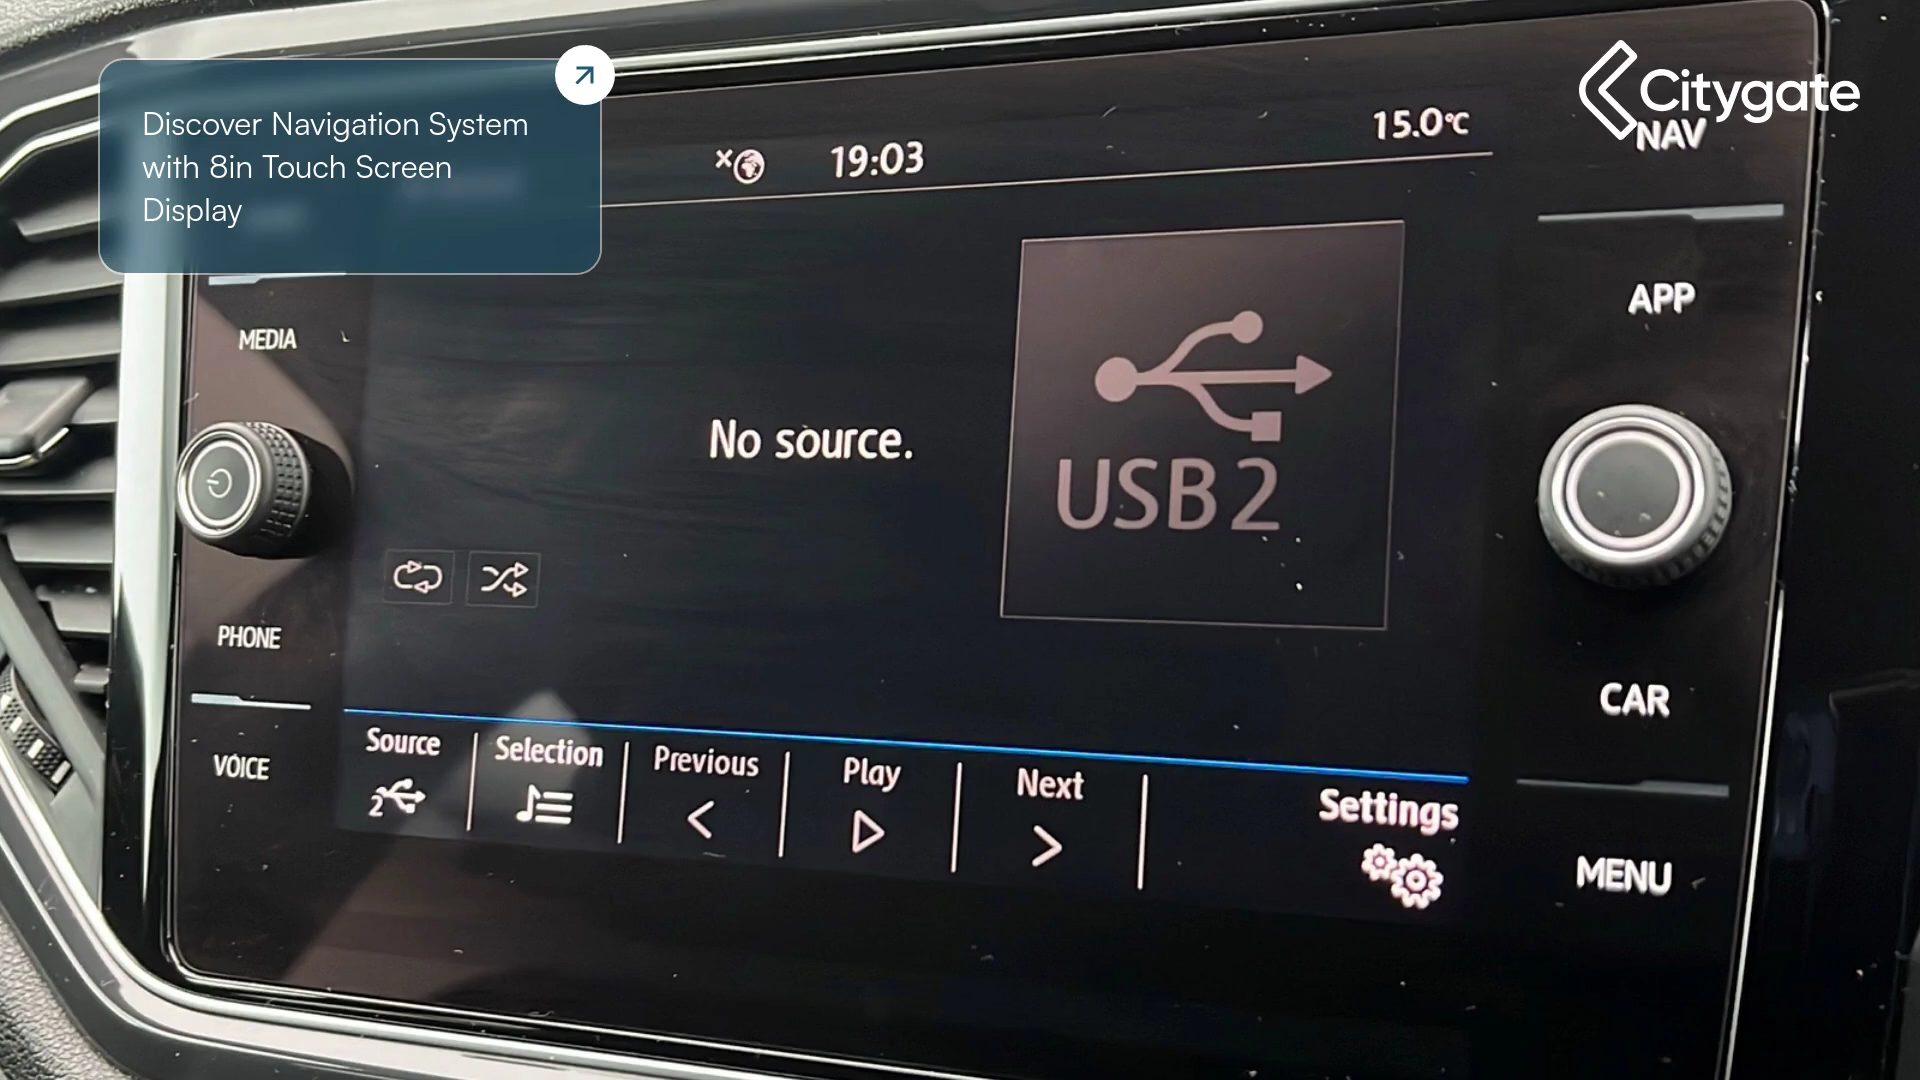 Discover Navigation System
with 8in Touch Screen
Display
Citygate
19:03
15.0°C
NAV
APP
MEDIA
No source.
USB 2
PHONE
CAR
VOICE
Source
Selection
Previous
Play
Next
Settings
2
MENU